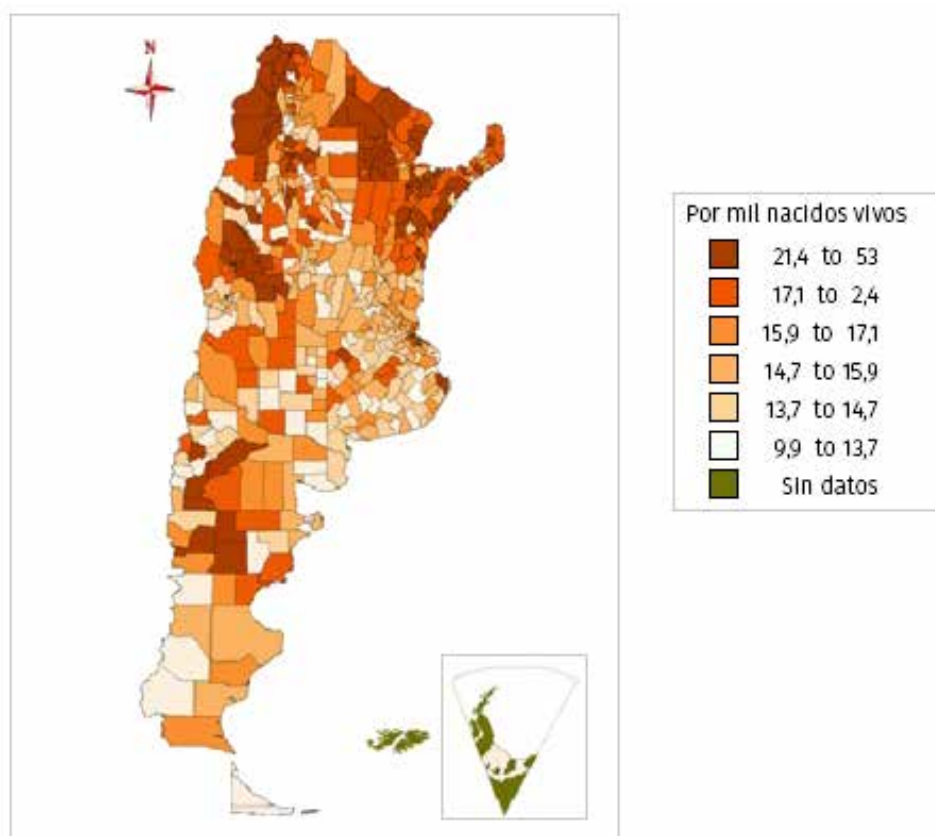 N
Por mil nacidos vivos
21,4 to 53
17,1 to 2,4
15,9 to 17,1
14,7 to 15,9
13,7 to 14,7
9,9 to 13,7
Sin datos